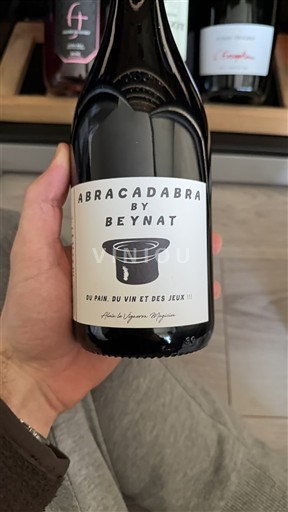 ABRACADABRA
BY
BEYNAT
VINIOU
DU PAIN, DU VIN ET DES JEUX !!!
Alain le Vigneron Magicien